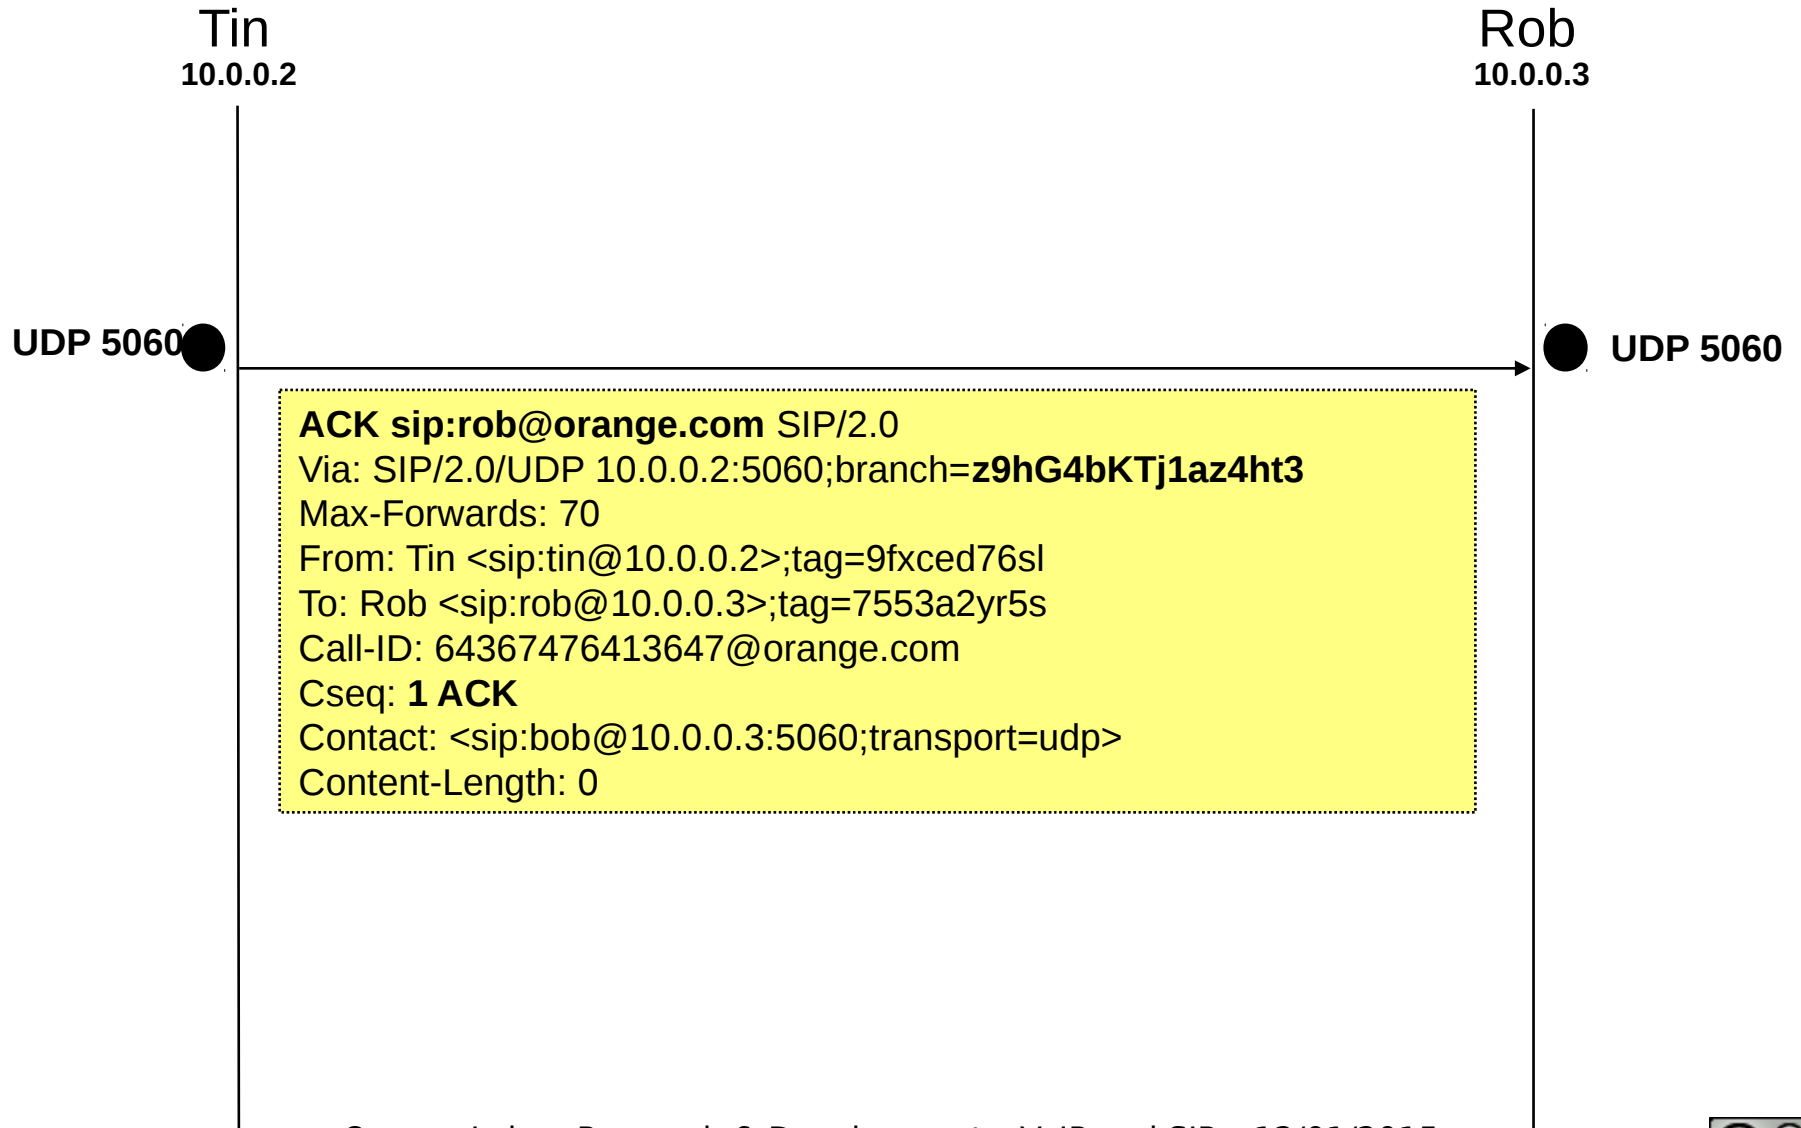 Tin
10.0.0.2
Rob
10.0.0.3
UDP 5060
UDP 5060
ACK sip:rob@orange.com SIP/2.0
Via: SIP/2.0/UDP 10.0.0.2:5060;branch=z9hG4bKTj1az4ht3
Max-Forwards: 70
From: Tin <sip:tin@10.0.0.2>;tag=9fxced76sl
To: Rob <sip:rob@10.0.0.3>;tag=7553a2yr5s
Call-ID: 64367476413647@orange.com
Cseq: 1 ACK
Contact: <sip:bob@10.0.0.3:5060;transport=udp>
Content-Length: 0